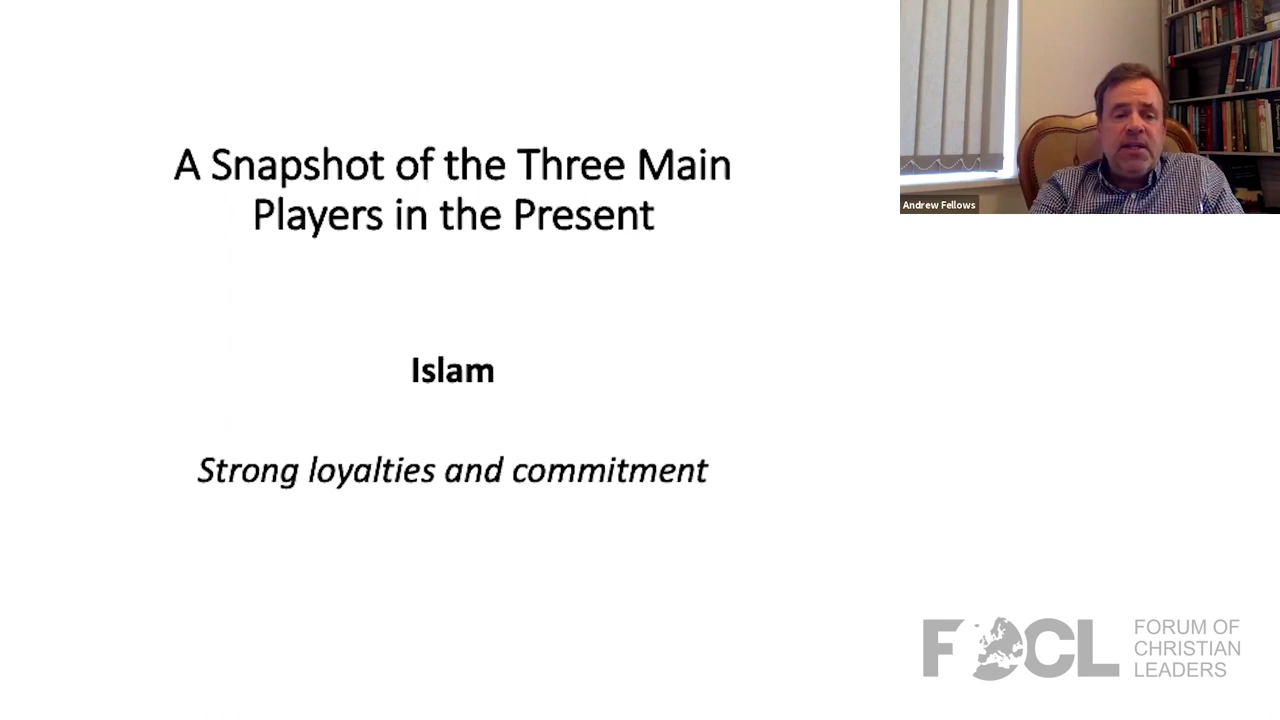 A Snapshot of the Three Main
Players in the Present
Islam
Strong loyalties and commitment
Andrew Fellows
FOCL
FORUM OF
CHRISTIAN
LEADERS